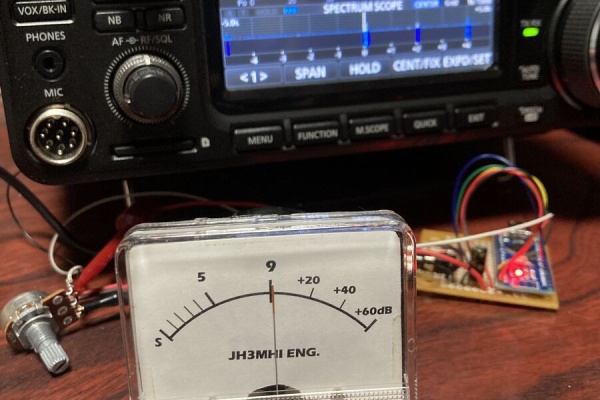 VOX/BK-IN
NB
NR
SPECTRUM SCOPE
PHONES
AF RF/SQL
<1> SPAN HOLD CENT/FIX EXPD/SET
MIC
MENU FUNCTION M.SCOPE QUICK EXIT
S 5 9 +20 +40 +60dB
JH3MHI ENG.